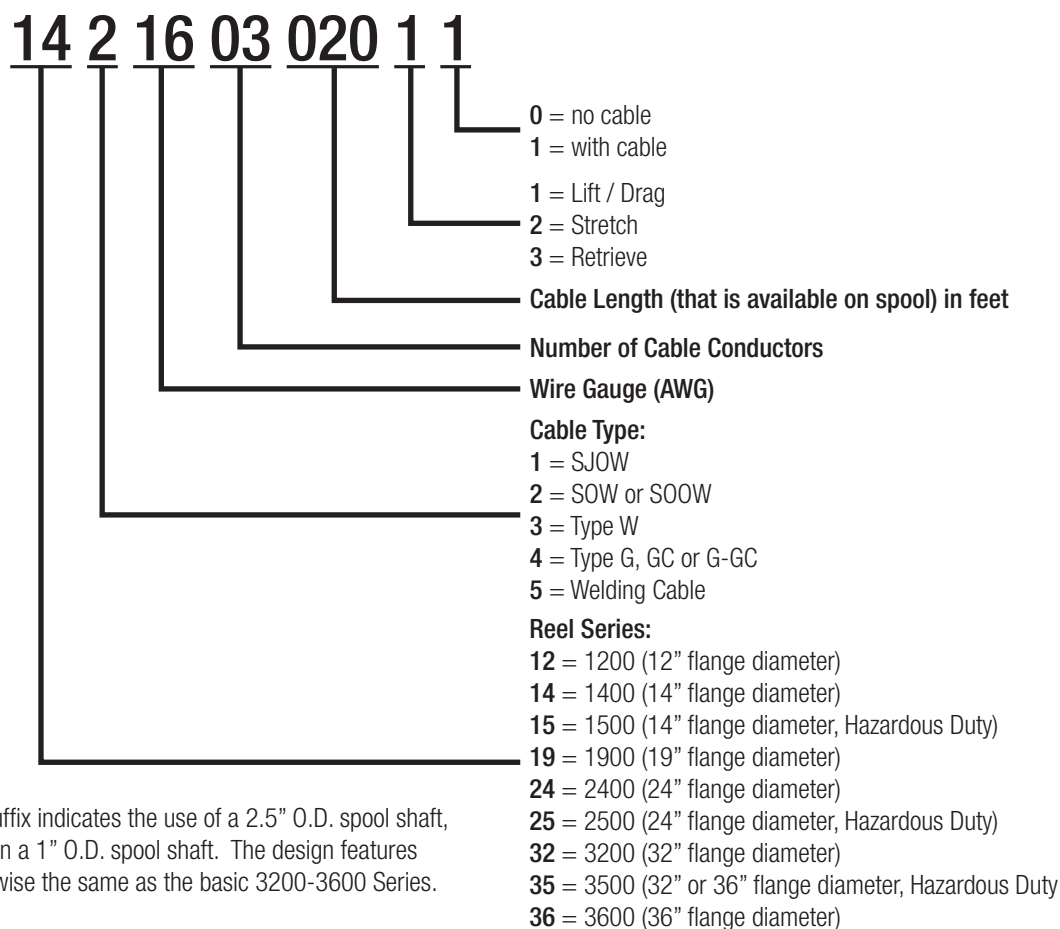 14 2 16 03 020 1 1
0 = no cable
1 = with cable
1 = Lift / Drag
2 = Stretch
3 = Retrieve
Cable Length (that is available on spool) in feet
Number of Cable Conductors
Wire Gauge (AWG)
Cable Type:
1 = SJOW
2 = SOW or SOOW
3 = Type W
4 = Type G, GC or G-GC
5 = Welding Cable
Reel Series:
12 = 1200 (12” flange diameter)
14 = 1400 (14” flange diameter)
15 = 1500 (14” flange diameter, Hazardous Duty)
19 = 1900 (19” flange diameter)
24 = 2400 (24” flange diameter)
25 = 2500 (24” flange diameter, Hazardous Duty)
32 = 3200 (32” flange diameter)
35 = 3500 (32” or 36” flange diameter, Hazardous Duty
36 = 3600 (36” flange diameter)
uffix indicates the use of a 2.5” O.D. spool shaft,
n a 1” O.D. spool shaft. The design features
wise the same as the basic 3200-3600 Series.